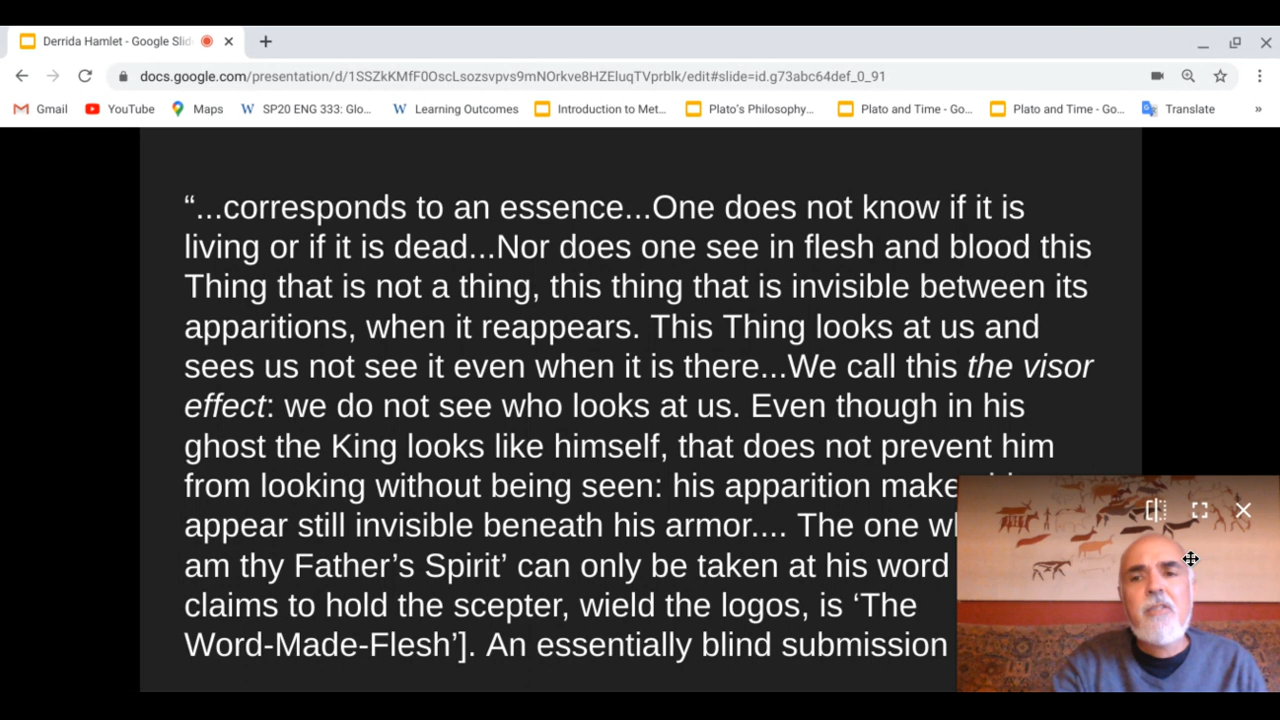 Derrida Hamlet - Google Slid
docs.google.com/presentation/d/1SSZkKMfF0OscLsozsvpvs9mNOrkve8HZEluqTVprblk/edit#slide=id.g73abc64def_0_91
Gmail YouTube Maps SP20 ENG 333: Glo... Learning Outcomes Introduction to Met... Plato's Philosophy... Plato and Time - Go... Plato and Time - Go... Translate »
“...corresponds to an essence...One does not know if it is
living or if it is dead...Nor does one see in flesh and blood this
Thing that is not a thing, this thing that is invisible between its
apparitions, when it reappears. This Thing looks at us and
sees us not see it even when it is there...We call this the visor
effect: we do not see who looks at us. Even though in his
ghost the King looks like himself, that does not prevent him
from looking without being seen: his apparition make
appear still invisible beneath his armor.... The one
am thy Father’s Spirit’ can only be taken at his word
claims to hold the scepter, wield the logos, is ‘The
Word-Made-Flesh’]. An essentially blind submission